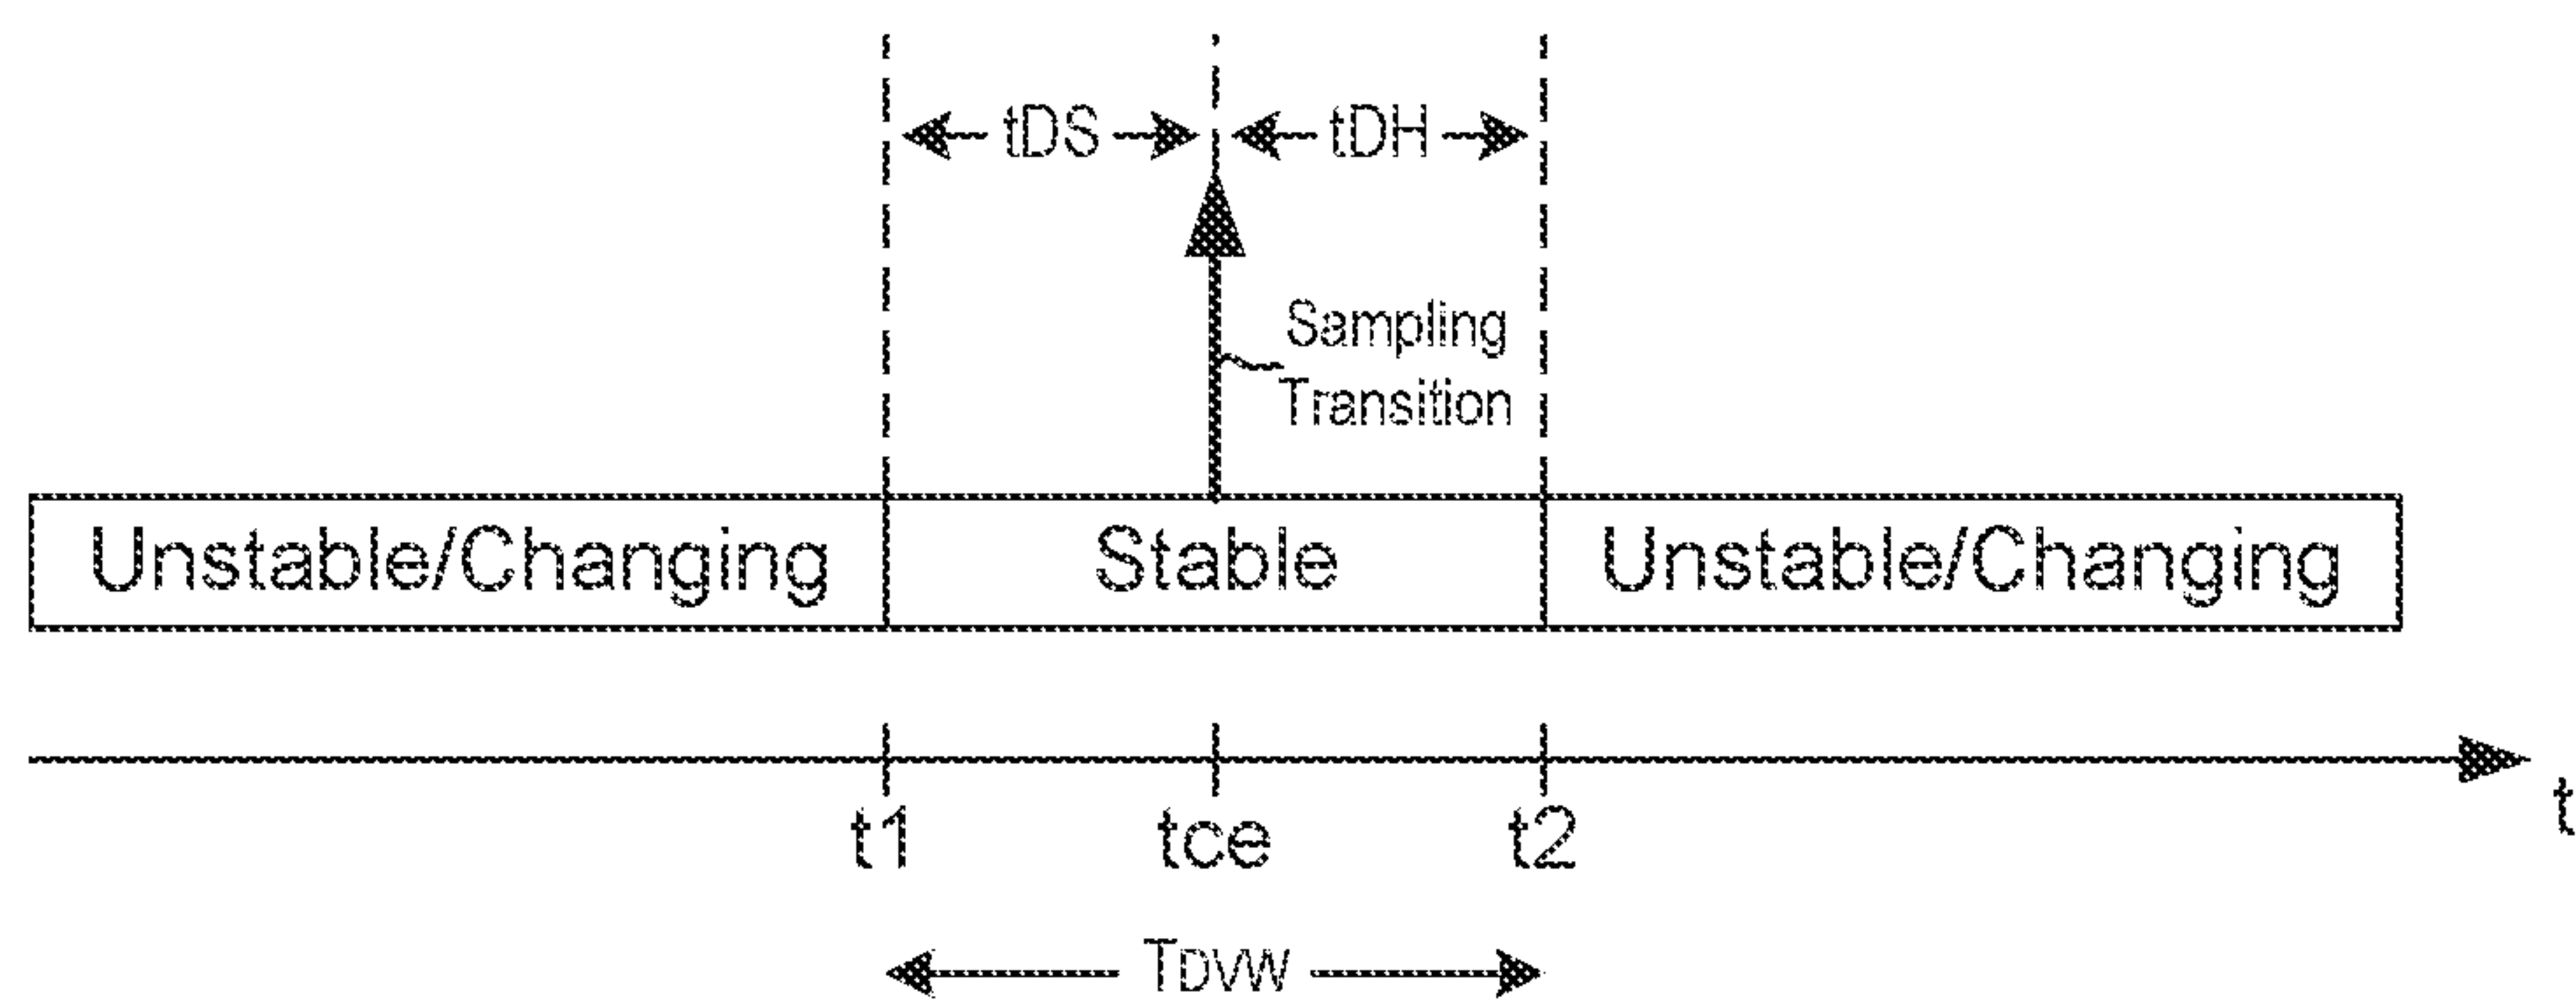 tDS tDH
Sampling
Transition
Unstable/Changing Stable Unstable/Changing
t1 tce t2 t
TDVW